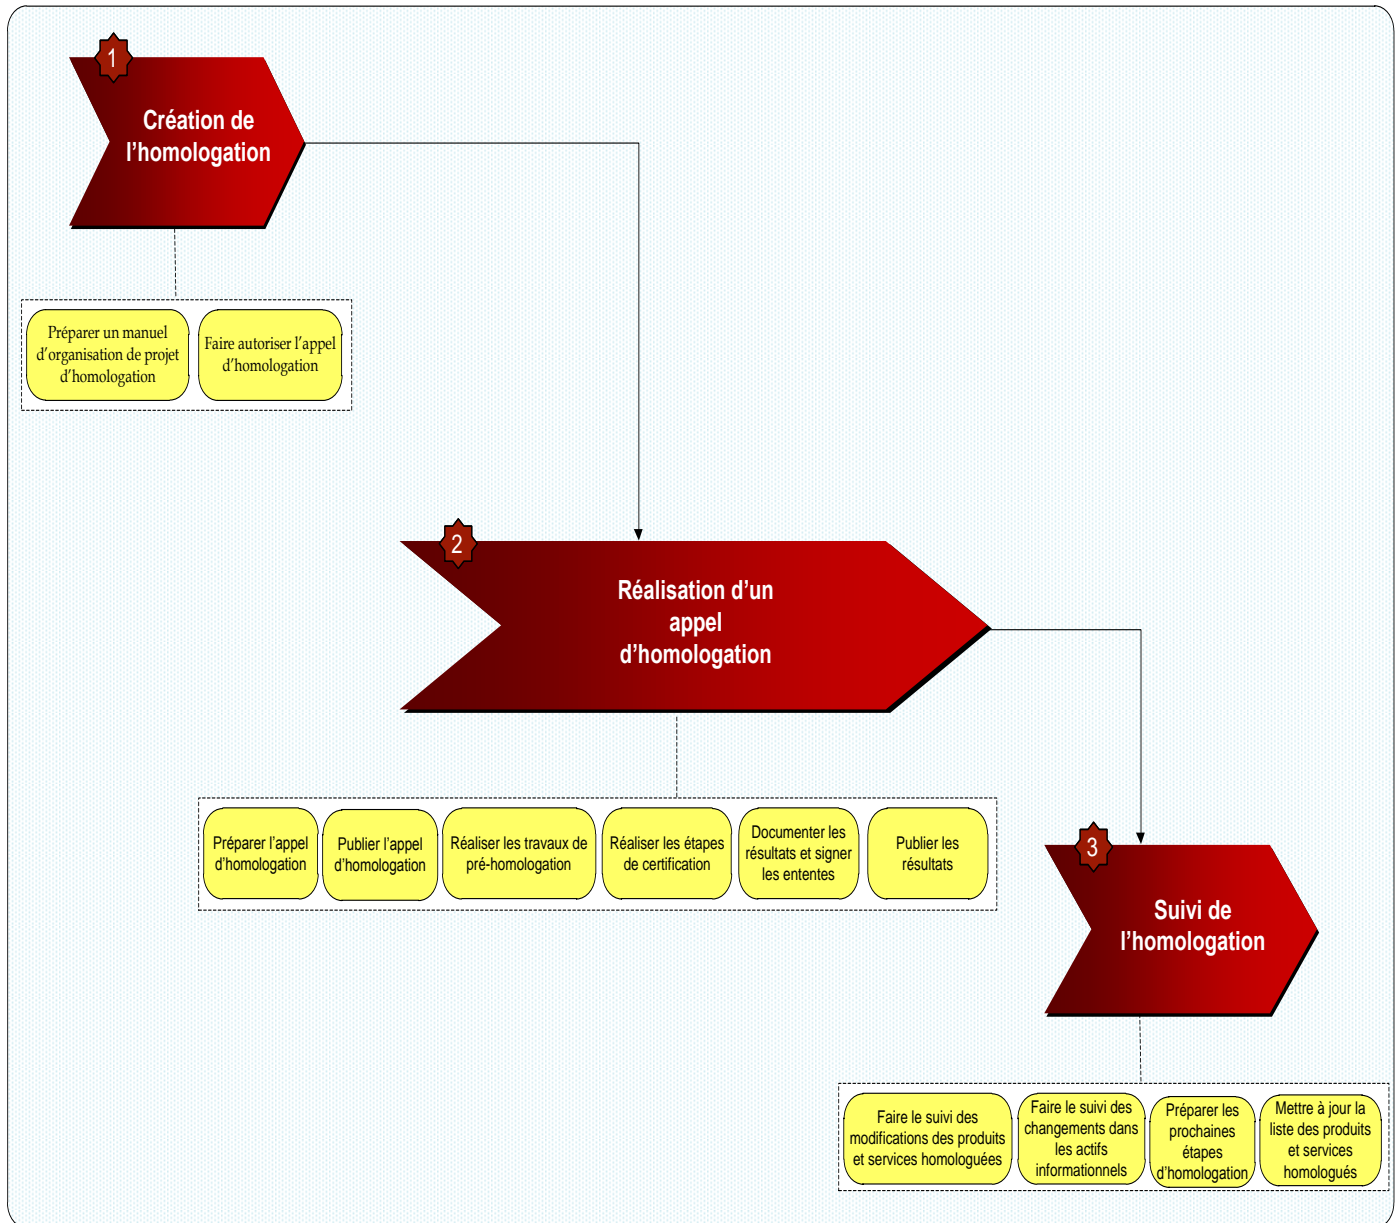 1
Création de
l’homologation
Préparer un manuel
d’organisation de projet
d’homologation
Faire autoriser l’appel
d’homologation
2
Réalisation d’un
appel
d’homologation
Préparer l’appel
d’homologation
Publier l’appel
d’homologation
Réaliser les travaux de
pré-homologation
Réaliser les étapes
de certification
Documenter les
résultats et signer
les ententes
Publier les
résultats
3
Suivi de
l’homologation
Faire le suivi des
modifications des produits
et services homologuées
Faire le suivi des
changements dans
les actifs
informationnels
Préparer les
prochaines
étapes
d’homologation
Mettre à jour la
liste des produits
et services
homologués